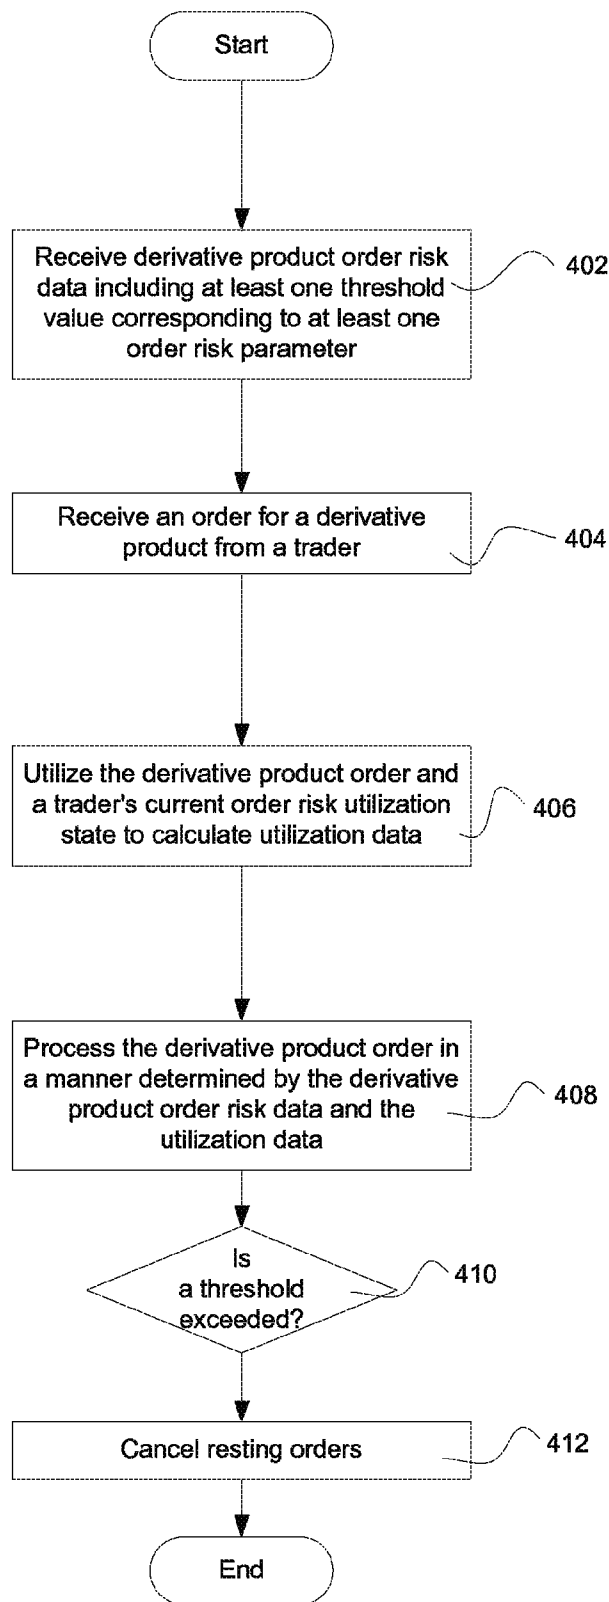 Start
Receive derivative product order risk
data including at least one threshold
value corresponding to at least one
order risk parameter
402
Receive an order for a derivative
product from a trader
404
Utilize the derivative product order and
a trader's current order risk utilization
state to calculate utilization data
406
Process the derivative product order in
a manner determined by the derivative
product order risk data and the
utilization data
408
Is
a threshold
exceeded?
410
Cancel resting orders
412
End